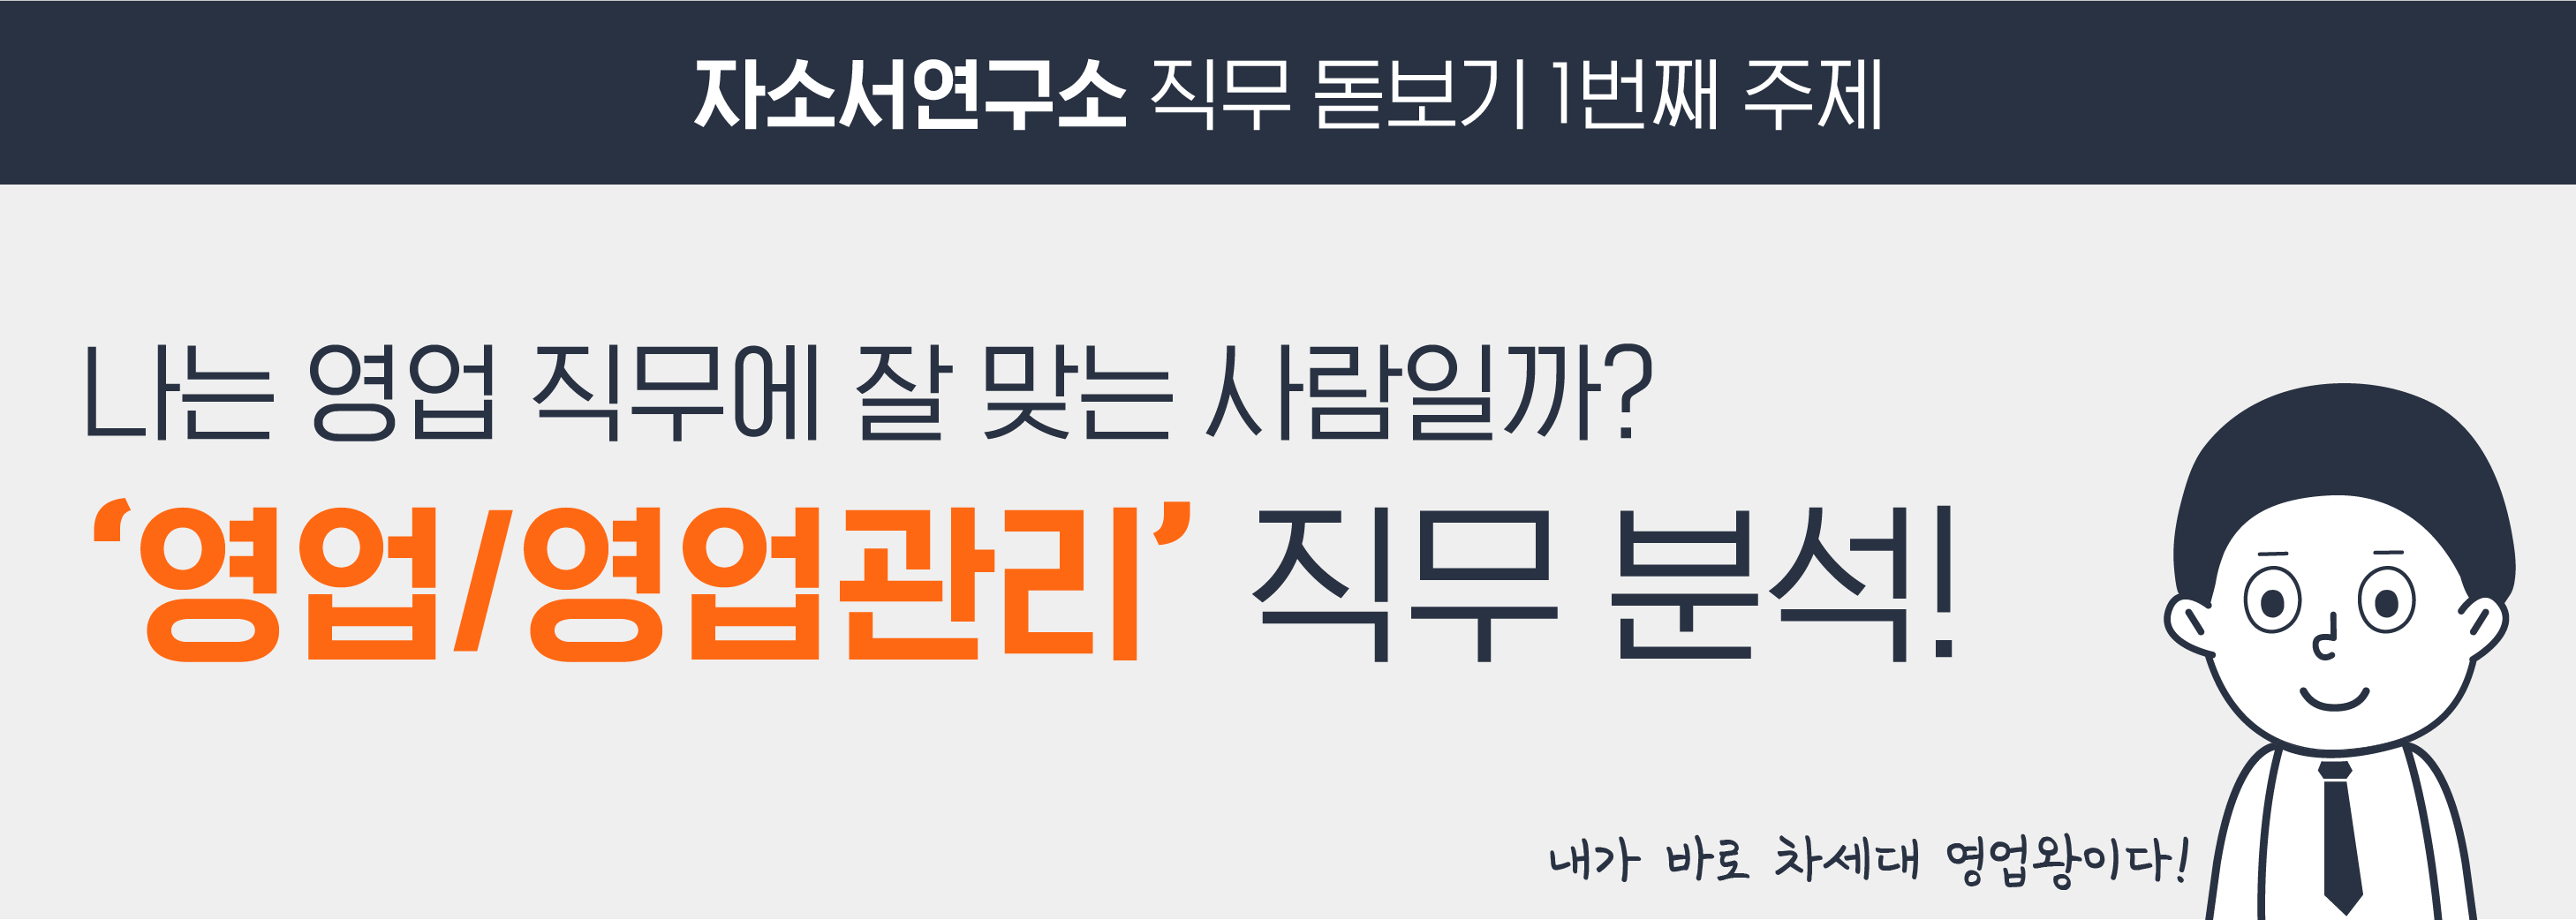 자소서연구소 직무 돋보기 1번째 주제
나는 영업 직무에 잘 맞는 사람일까?
‘영업/영업관리’ 직무 분석!
내가 바로 차세대 영업왕이다!